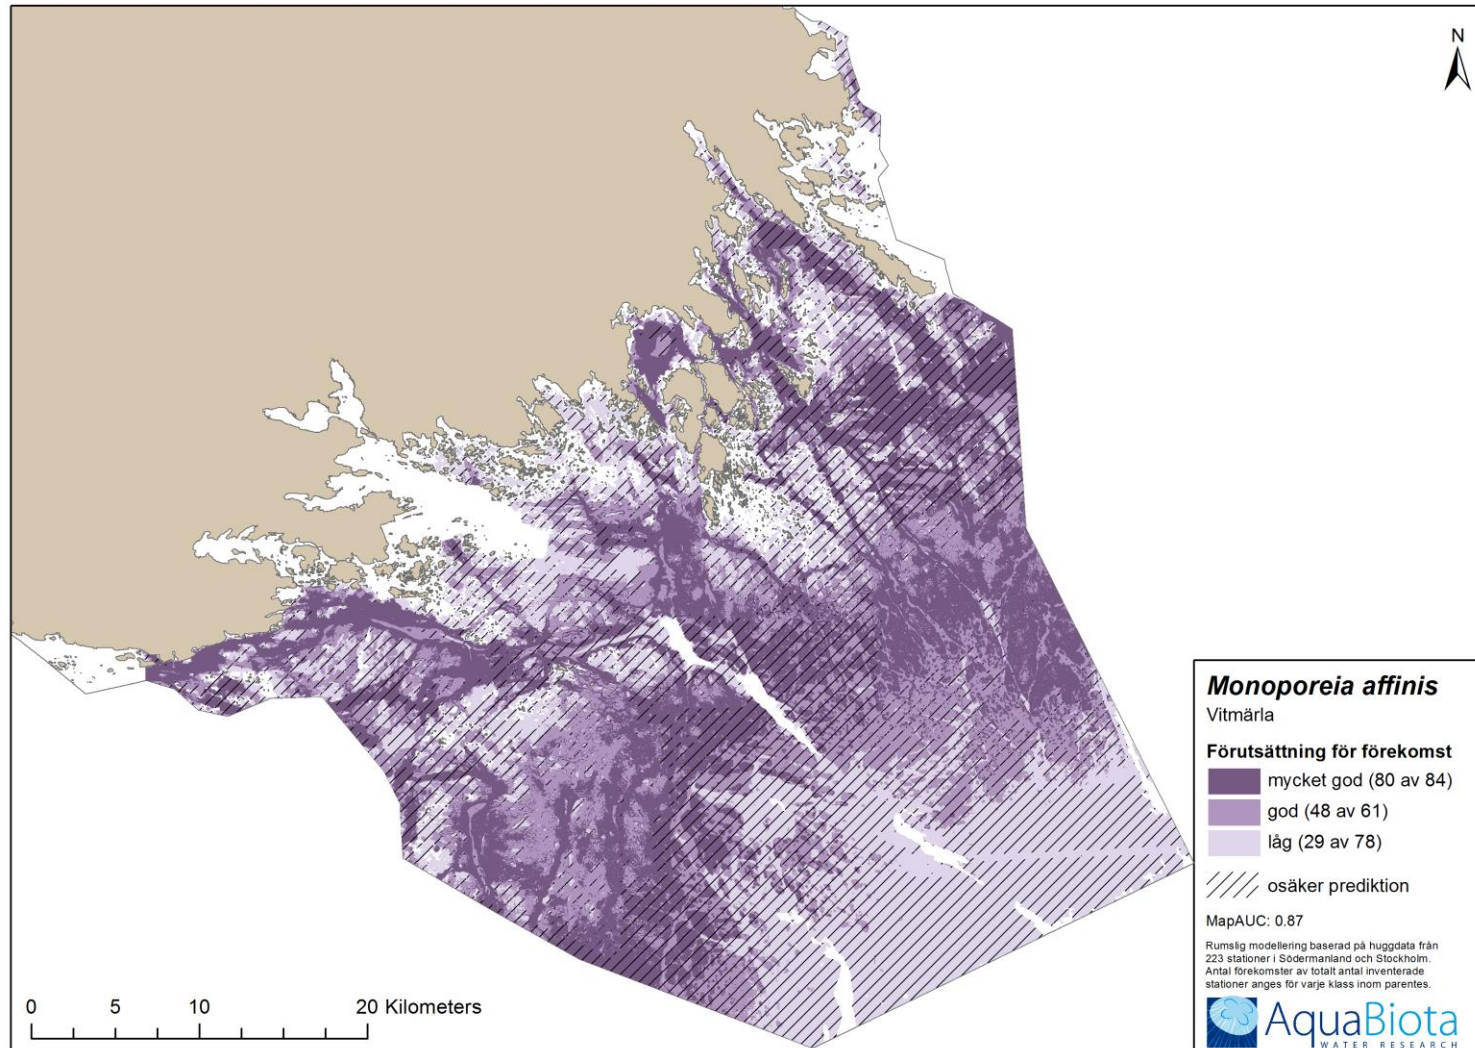 N
Monoporeia affinis
Vitmärla
Förutsättning för förekomst
mycket god (80 av 84)
god (48 av 61)
låg (29 av 78)
osäker prediktion
MapAUC: 0.87
Rumslig modellering baserad på huggdata från
223 stationer i Södermanland och Stockholm.
Antal förekomster av totalt antal inventerade
stationer anges för varje klass inom parentes.
AquaBiota
WATER RESEARCH
0 5 10 20 Kilometers